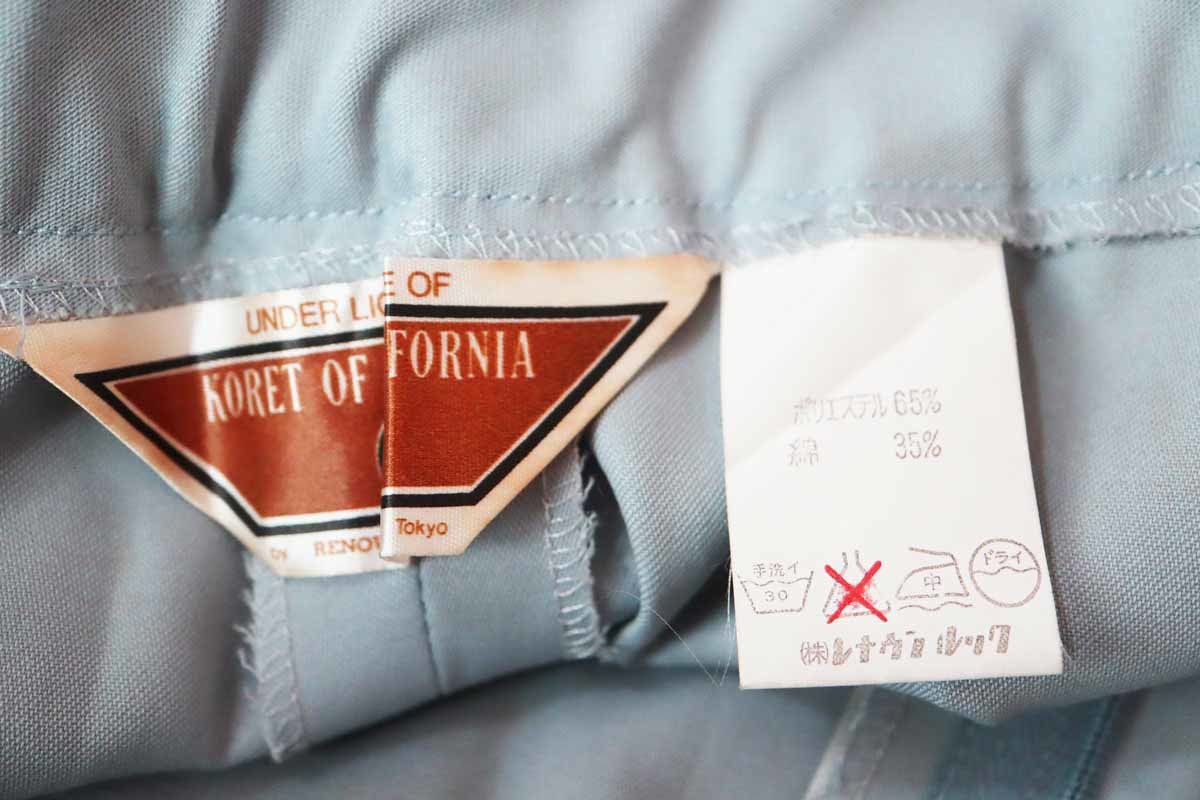 UNDER LIC E OF
KORET OF FORNIA
by RENOW Tokyo
ポリエステル 65%
綿 35%
手洗イ
30
中
ドライ
(株)レナウンルック